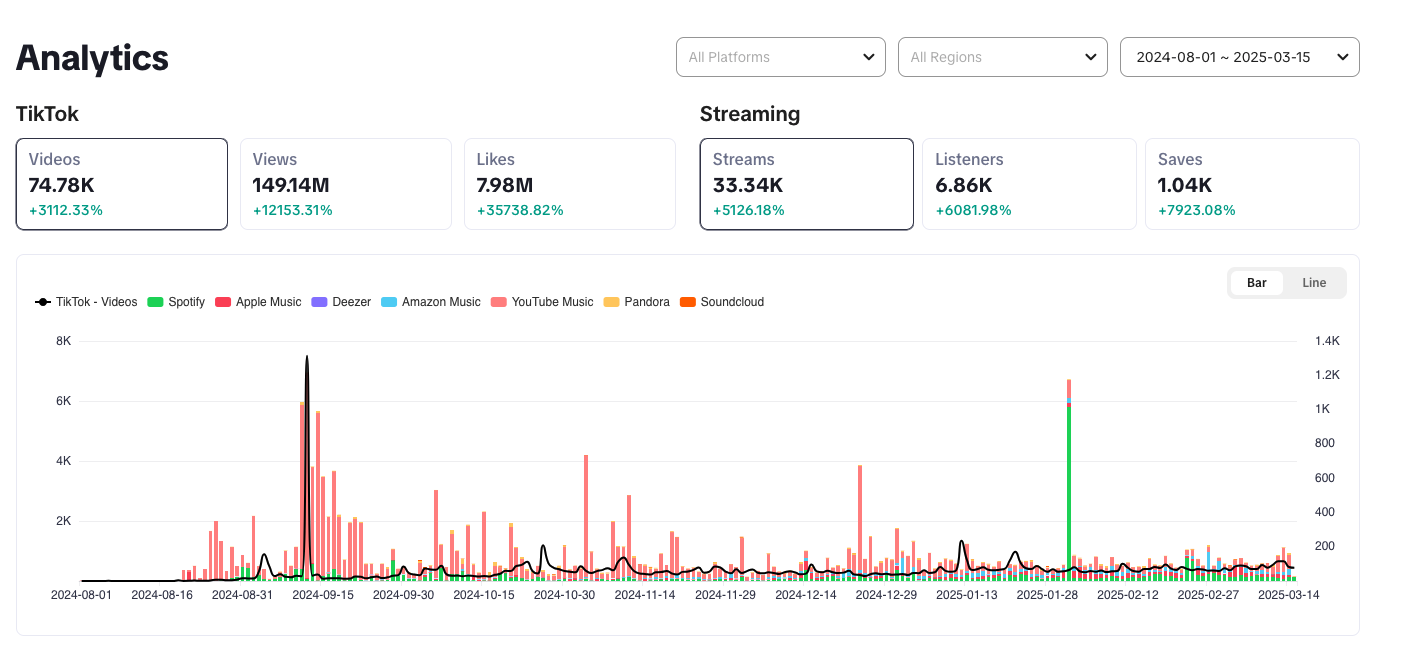 Analytics
All Platforms
All Regions
2024-08-01 ~ 2025-03-15
TikTok
Videos
74.78K
+3112.33%
Views
149.14M
+12153.31%
Likes
7.98M
+35738.82%
Streaming
Streams
33.34K
+5126.18%
Listeners
6.86K
+6081.98%
Saves
1.04K
+7923.08%
Bar Line
TikTok - Videos Spotify Apple Music Deezer Amazon Music YouTube Music Pandora Soundcloud
8K
6K
4K
2K
1.4K
1.2K
1K
800
600
400
200
2024-08-01 2024-08-16 2024-08-31 2024-09-15 2024-09-30 2024-10-15 2024-10-30 2024-11-14 2024-11-29 2024-12-14 2024-12-29 2025-01-13 2025-01-28 2025-02-12 2025-02-27 2025-03-14